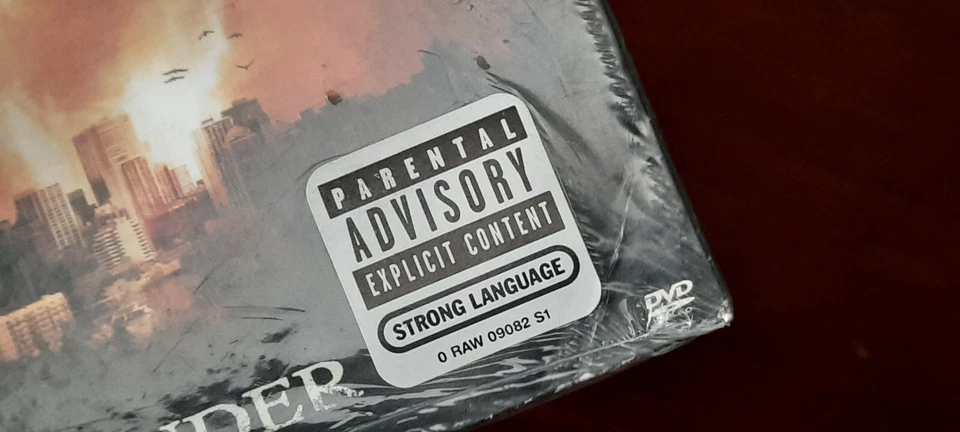 PARENTAL
ADVISORY
EXPLICIT CONTENT
STRONG LANGUAGE
0 RAW 09082 S1
DVD